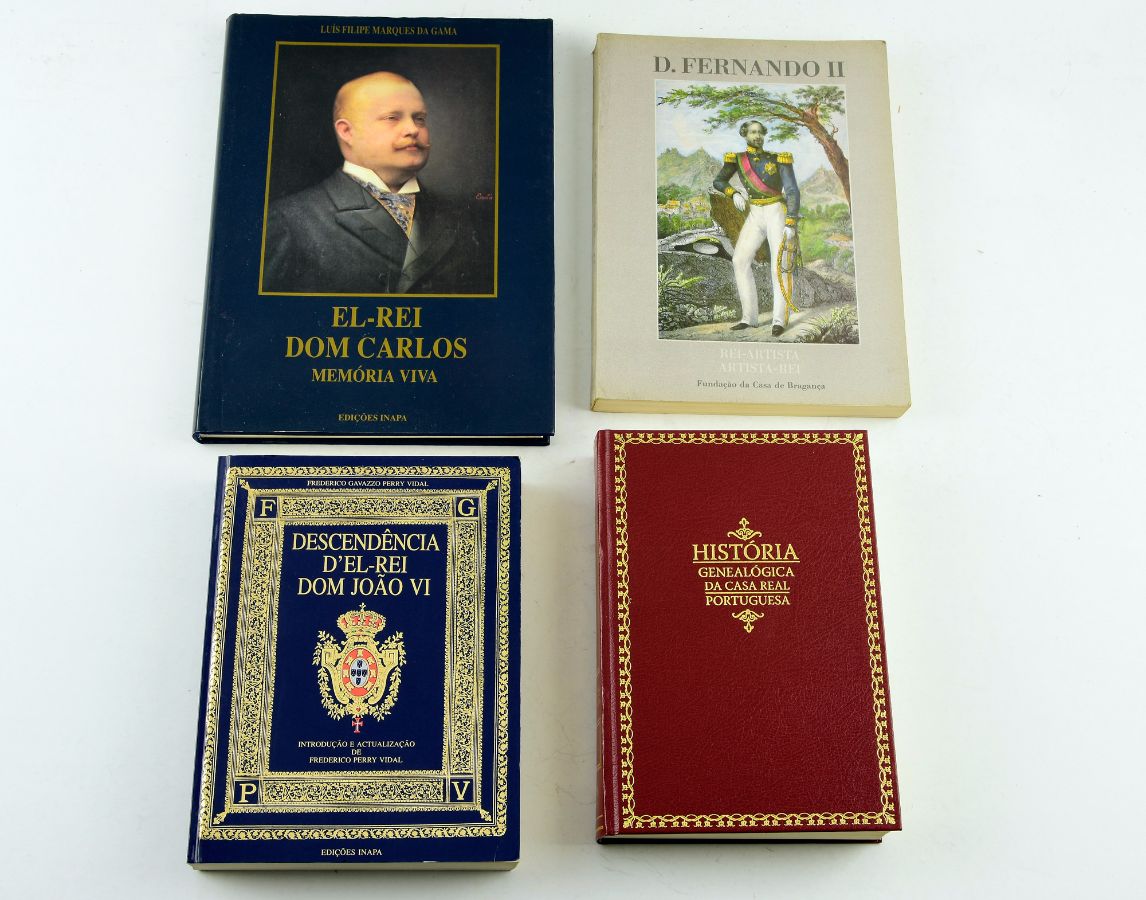 LUÍS FILIPE MARQUES DA GAMA
EL-REI
DOM CARLOS
MEMÓRIA VIVA
EDIÇÕES INAPA
D. FERNANDO II
REI-ARTISTA
ARTISTA-REI
Fundação da Casa de Bragança
FREDERICO GAVAZZO PERRY VIDAL
F G
DESCENDÊNCIA
D'EL-REI
DOM JOÃO VI
INTRODUÇÃO E ACTUALIZAÇÃO
DE
FREDERICO PERRY VIDAL
P V
EDIÇÕES INAPA
HISTÓRIA
GENEALÓGICA
DA CASA REAL
PORTUGUESA